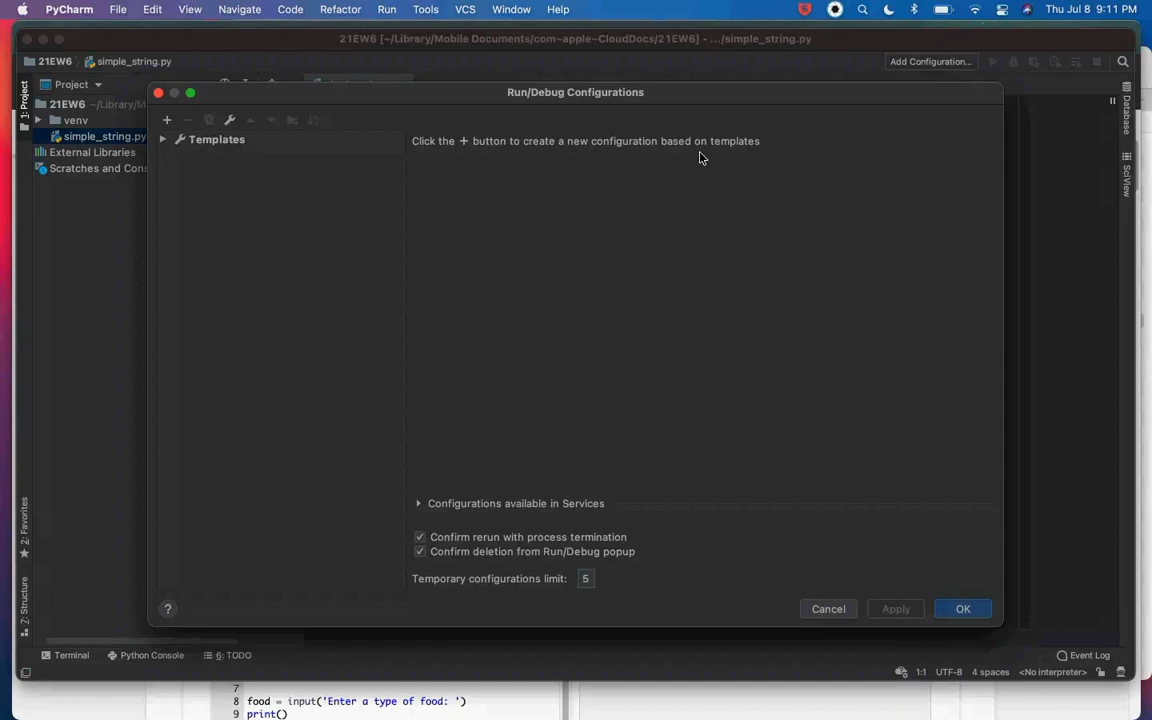 PyCharm File Edit View Navigate Code Refactor Run Tools VCS Window Help Thu Jul 8 9:11 PM
21EW6 [~/Library/Mobile Documents/com~apple~CloudDocs/21EW6] - .../simple_string.py
21EW6 simple_string.py Add Configuration...
1: Project
Project
21EW6 ~/Library/M
venv
simple_string.py
External Libraries
Scratches and Con
Run/Debug Configurations
Templates
Click the + button to create a new configuration based on templates
Configurations available in Services
Confirm rerun with process termination
Confirm deletion from Run/Debug popup
Temporary configurations limit: 5
? Cancel Apply OK
Database
SciView
2: Favorites
7: Structure
Terminal Python Console 6: TODO Event Log
1:1 UTF-8 4 spaces <No interpreter>
7
8 food = input('Enter a type of food: ')
9 print()